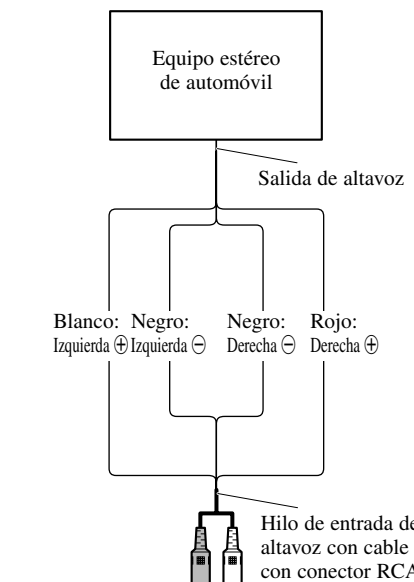 Equipo estéreo
de automóvil
Salida de altavoz
Blanco: Negro: Negro: Rojo:
Izquierda ⊕ Izquierda ⊖ Derecha ⊖ Derecha ⊕
Hilo de entrada de
altavoz con cable
con conector RCA